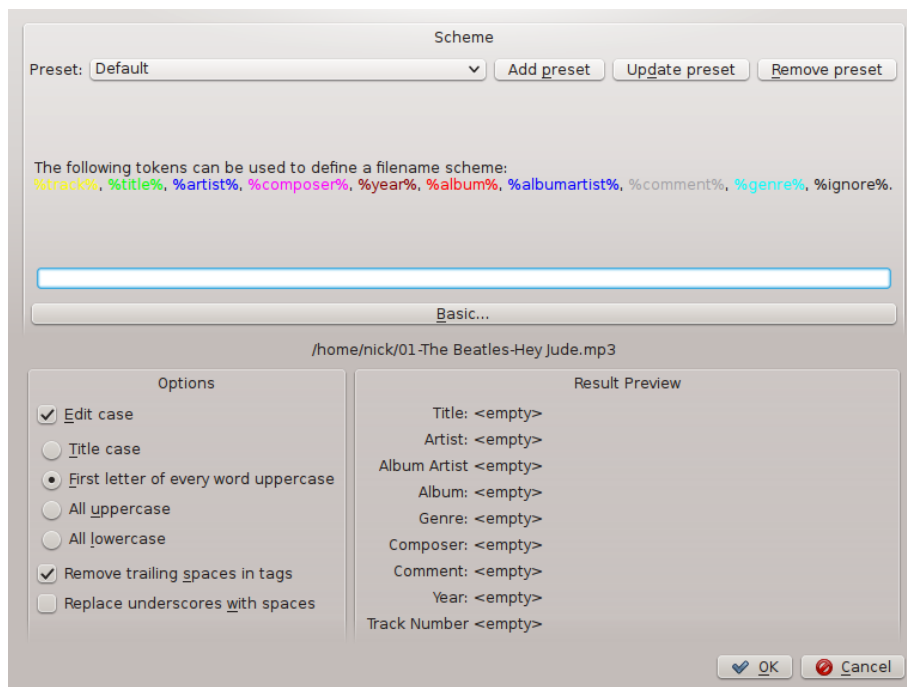 Scheme
Preset: Default Add preset Update preset Remove preset
The following tokens can be used to define a filename scheme:
%track%, %title%, %artist%, %composer%, %year%, %album%, %albumartist%, %comment%, %genre%, %ignore%.
Basic...
/home/nick/01-The Beatles-Hey Jude.mp3
Options
Edit case
Title case
First letter of every word uppercase
All uppercase
All lowercase
Remove trailing spaces in tags
Replace underscores with spaces
Result Preview
Title: <empty>
Artist: <empty>
Album Artist <empty>
Album: <empty>
Genre: <empty>
Composer: <empty>
Comment: <empty>
Year: <empty>
Track Number <empty>
OK Cancel